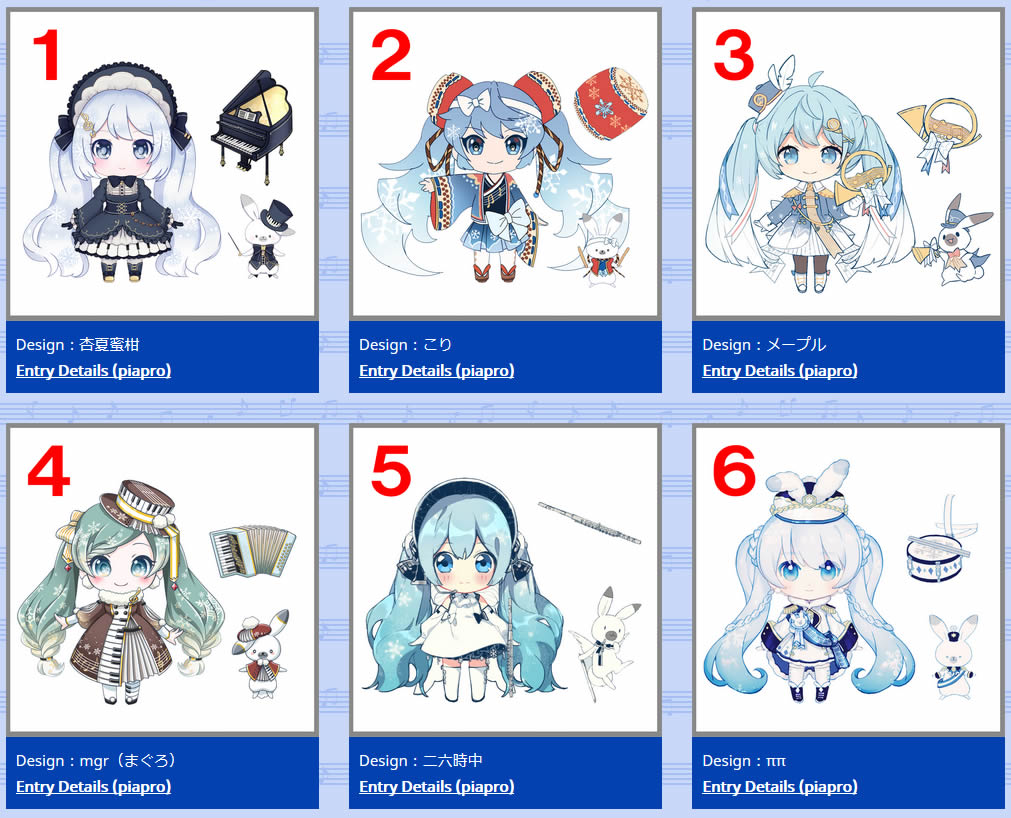 1
2
3
Design：杏夏蜜柑
Entry Details (piapro)
Design：こり
Entry Details (piapro)
Design：メープル
Entry Details (piapro)
4
5
6
Design：mgr（まぐろ）
Entry Details (piapro)
Design：二六時中
Entry Details (piapro)
Design：ππ
Entry Details (piapro)